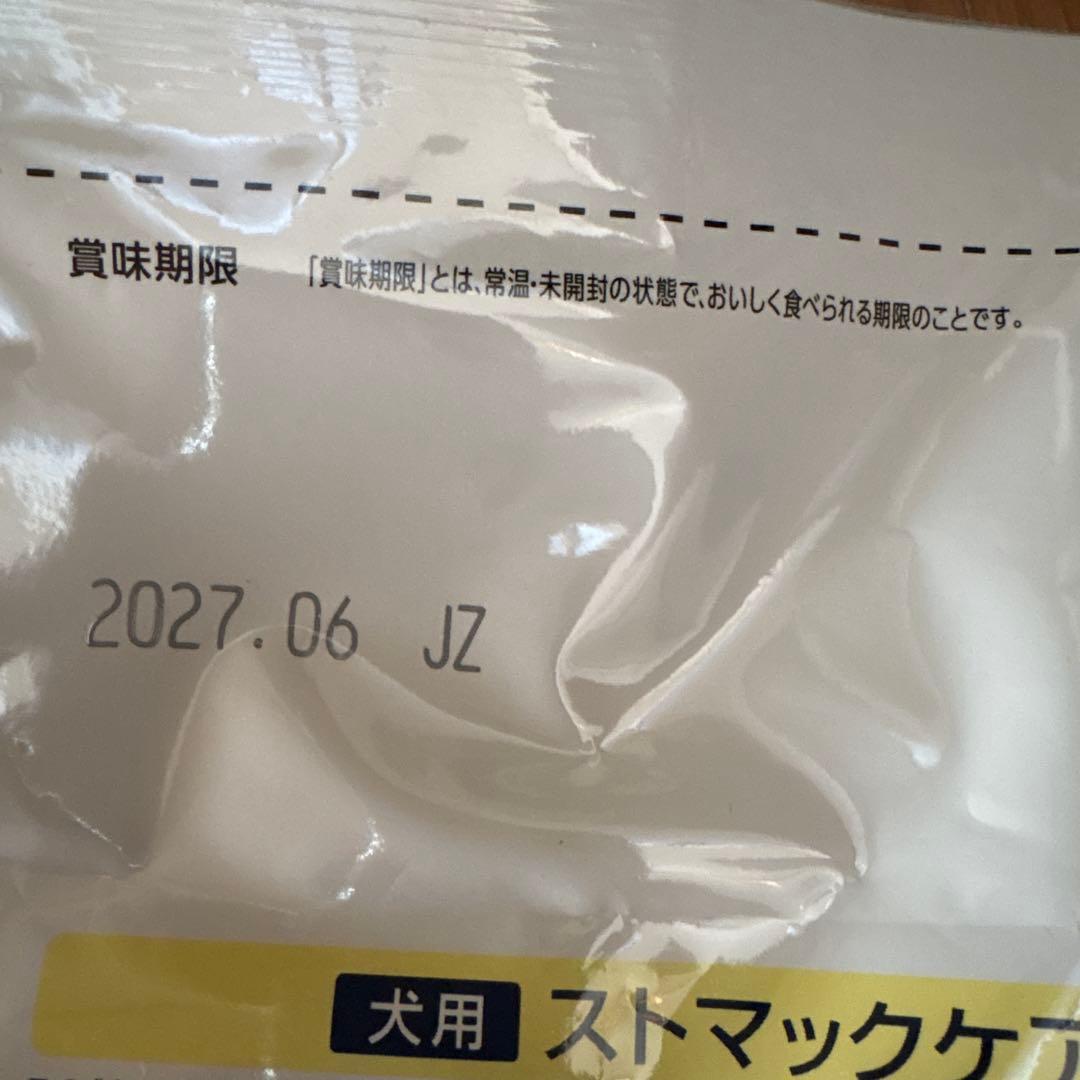 賞味期限
「賞味期限」とは、常温・未開封の状態で、おいしく食べられる期限のことです。
2027.06 JZ
犬用 ストマックケア